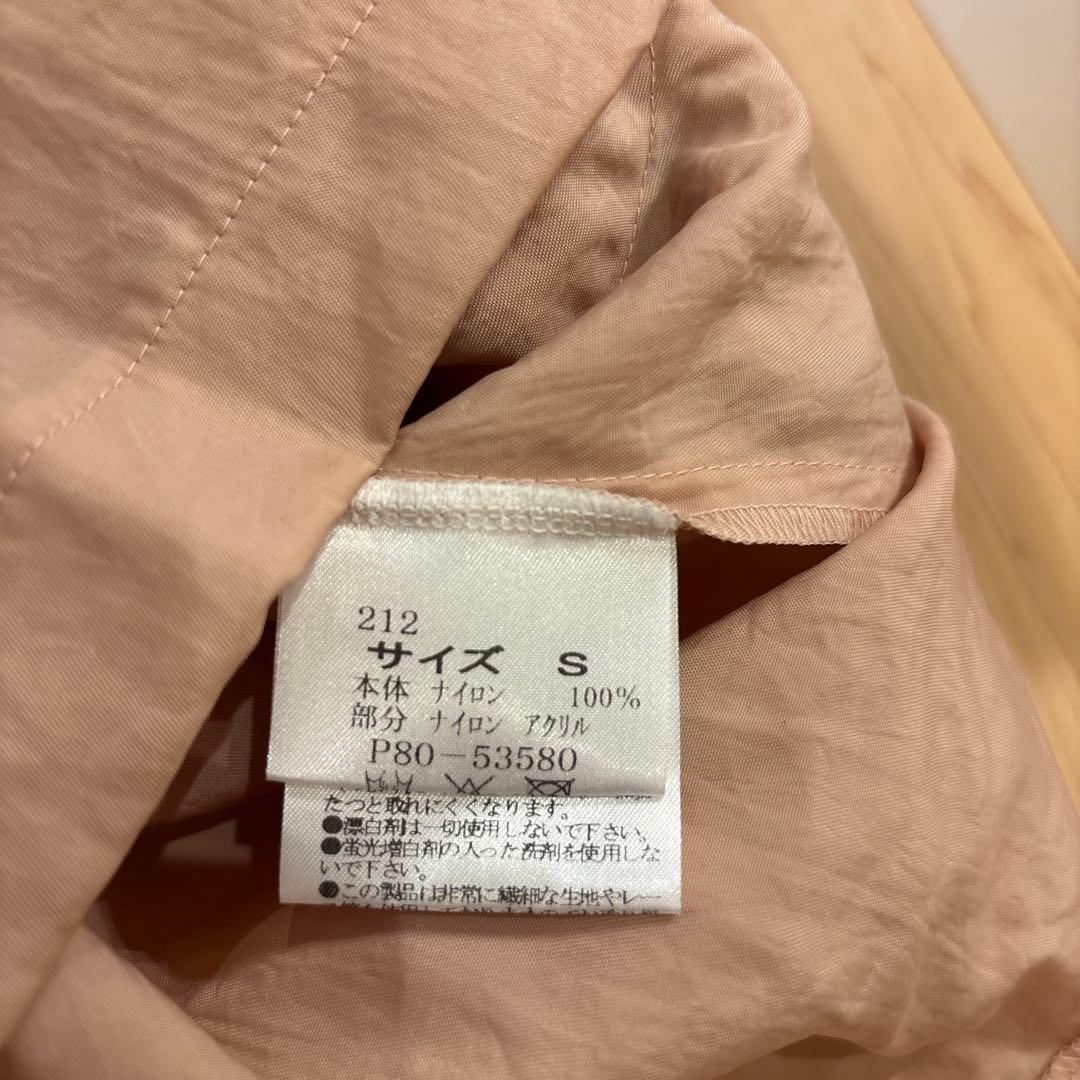 212
サイズ S
本体 ナイロン 100%
部分 ナイロン アクリル
P80-53580
たつと取れにくくなります。
●漂白剤は一切使用しないで下さい。
●蛍光増白剤の入った洗剤を使用しな
いで下さい。
●この製品は非常に繊細な生地やレー